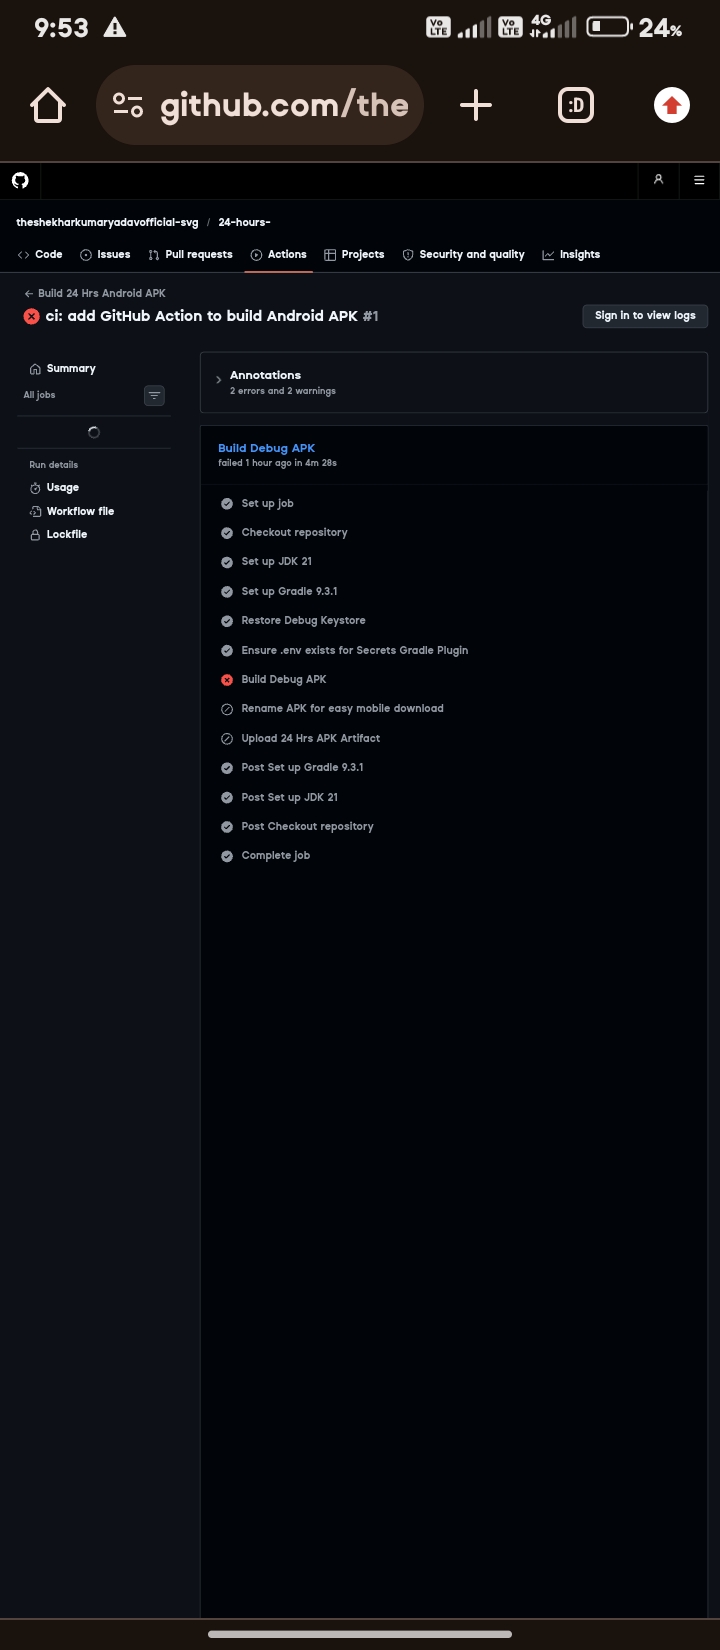 9:53
Vo LTE
Vo LTE
4G
24%
github.com/the
:D
theshekharkumaryadavofficial-svg / 24-hours-
Code
Issues
Pull requests
Actions
Projects
Security and quality
Insights
← Build 24 Hrs Android APK
ci: add GitHub Action to build Android APK #1
Sign in to view logs
Summary
All jobs
Run details
Usage
Workflow file
Lockfile
Annotations
2 errors and 2 warnings
Build Debug APK
failed 1 hour ago in 4m 28s
Set up job
Checkout repository
Set up JDK 21
Set up Gradle 9.3.1
Restore Debug Keystore
Ensure .env exists for Secrets Gradle Plugin
Build Debug APK
Rename APK for easy mobile download
Upload 24 Hrs APK Artifact
Post Set up Gradle 9.3.1
Post Set up JDK 21
Post Checkout repository
Complete job